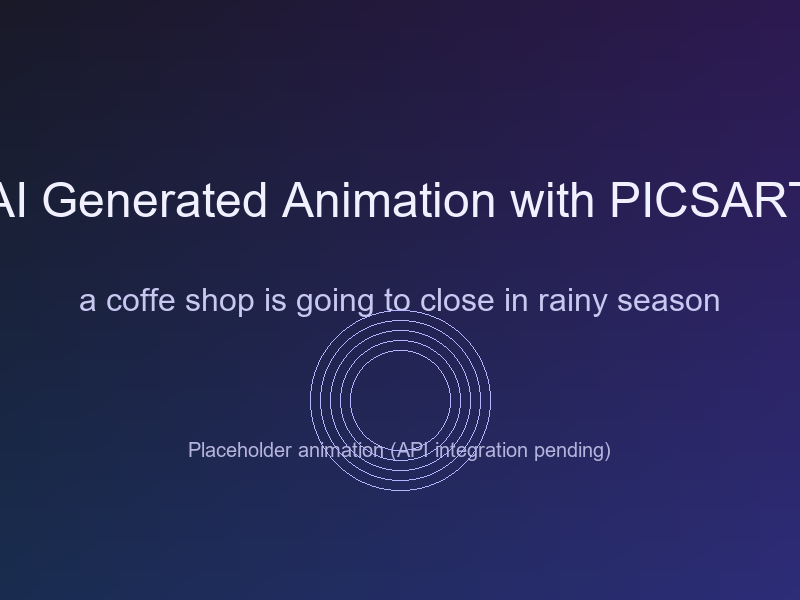 AI Generated Animation with PICSART
a coffe shop is going to close in rainy season
Placeholder animation (API integration pending)